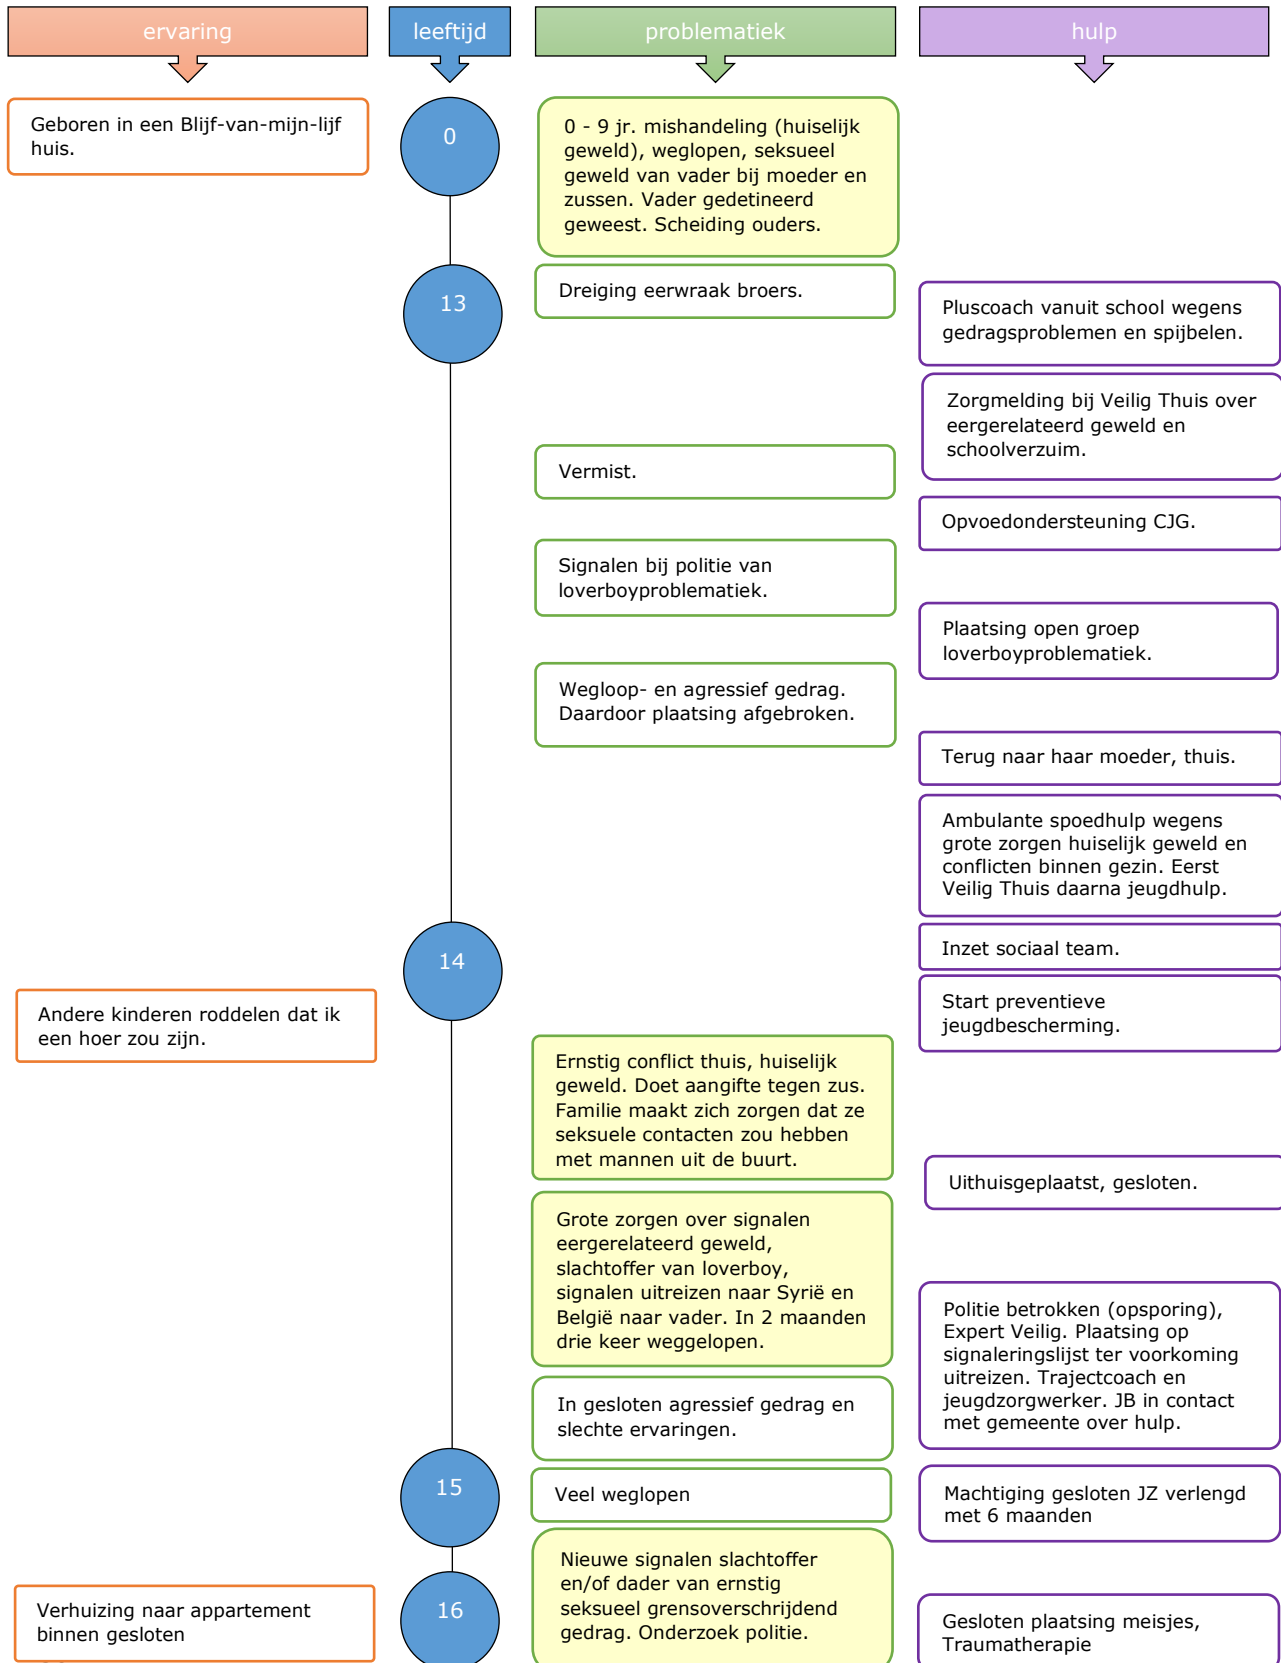 ervaring
leeftijd
problematiek
hulp
Geboren in een Blijf-van-mijn-lijf
huis.
0
0 - 9 jr. mishandeling (huiselijk
geweld), weglopen, seksueel
geweld van vader bij moeder en
zussen. Vader gedetineerd
geweest. Scheiding ouders.
13
Dreiging eerwraak broers.
Pluscoach vanuit school wegens
gedragsproblemen en spijbelen.
Zorgmelding bij Veilig Thuis over
eergerelateerd geweld en
schoolverzuim.
Vermist.
Opvoedondersteuning CJG.
Signalen bij politie van
loverboyproblematiek.
Plaatsing open groep
loverboyproblematiek.
Wegloop- en agressief gedrag.
Daardoor plaatsing afgebroken.
Terug naar haar moeder, thuis.
Ambulante spoedhulp wegens
grote zorgen huiselijk geweld en
conflicten binnen gezin. Eerst
Veilig Thuis daarna jeugdhulp.
14
Inzet sociaal team.
Andere kinderen roddelen dat ik
een hoer zou zijn.
Start preventieve
jeugdbescherming.
Ernstig conflict thuis, huiselijk
geweld. Doet aangifte tegen zus.
Familie maakt zich zorgen dat ze
seksuele contacten zou hebben
met mannen uit de buurt.
Uithuisgeplaatst, gesloten.
Grote zorgen over signalen
eergerelateerd geweld,
slachtoffer van loverboy,
signalen uitreizen naar Syrië en
België naar vader. In 2 maanden
drie keer weggelopen.
Politie betrokken (opsporing),
Expert Veilig. Plaatsing op
signaleringslijst ter voorkoming
uitreizen. Trajectcoach en
jeugdzorgwerker. JB in contact
met gemeente over hulp.
In gesloten agressief gedrag en
slechte ervaringen.
15
Veel weglopen
Machtiging gesloten JZ verlengd
met 6 maanden
Nieuwe signalen slachtoffer
en/of dader van ernstig
seksueel grensoverschrijdend
gedrag. Onderzoek politie.
16
Verhuizing naar appartement
binnen gesloten
Gesloten plaatsing meisjes,
Traumatherapie